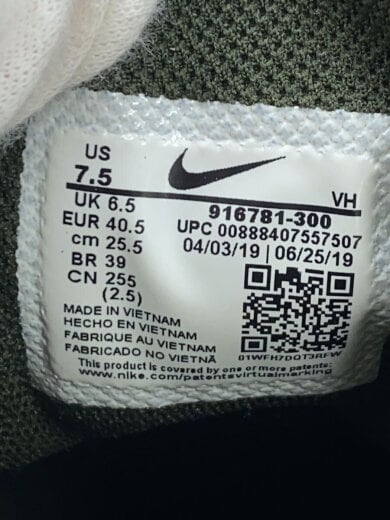 US
7.5
UK 6.5
EUR 40.5
cm 25.5
BR 39
CN 255
(2.5)
VH
916781-300
UPC 00888407557507
04/03/19 | 06/25/19
01WFH7DQT3RFW
MADE IN VIETNAM
HECHO EN VIETNAM
FABRIQUE AU VIETNAM
FABRICADO NO VIETNÃ
This product is covered by one or more patents:
www.nike.com/patentsvirtualmarking